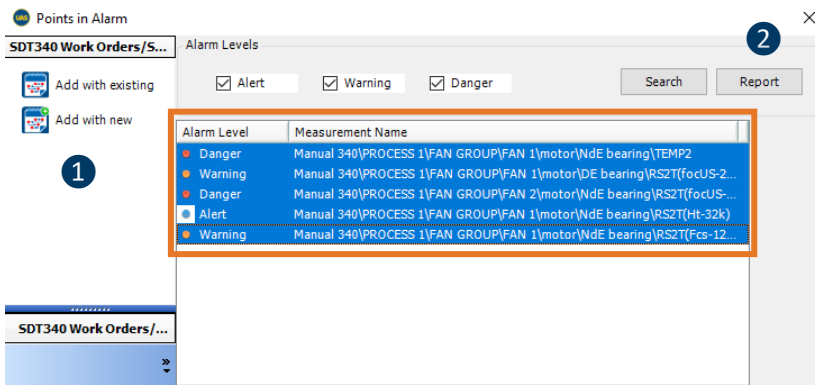 UAS Points in Alarm
SDT340 Work Orders/S...
Alarm Levels
2
Alert Warning Danger Search Report
Add with existing
Add with new
1
Alarm Level Measurement Name
Danger Manual 340\PROCESS 1\FAN GROUP\FAN 1\motor\NdE bearing\TEMP2
Warning Manual 340\PROCESS 1\FAN GROUP\FAN 1\motor\DE bearing\RS2T(focUS-2...
Danger Manual 340\PROCESS 1\FAN GROUP\FAN 2\motor\NdE bearing\RS2T(focUS-...
Alert Manual 340\PROCESS 1\FAN GROUP\FAN 1\motor\NdE bearing\RS2T(Ht-32k)
Warning Manual 340\PROCESS 1\FAN GROUP\FAN 1\motor\NdE bearing\RS2T(Fcs-12...
SDT340 Work Orders/...